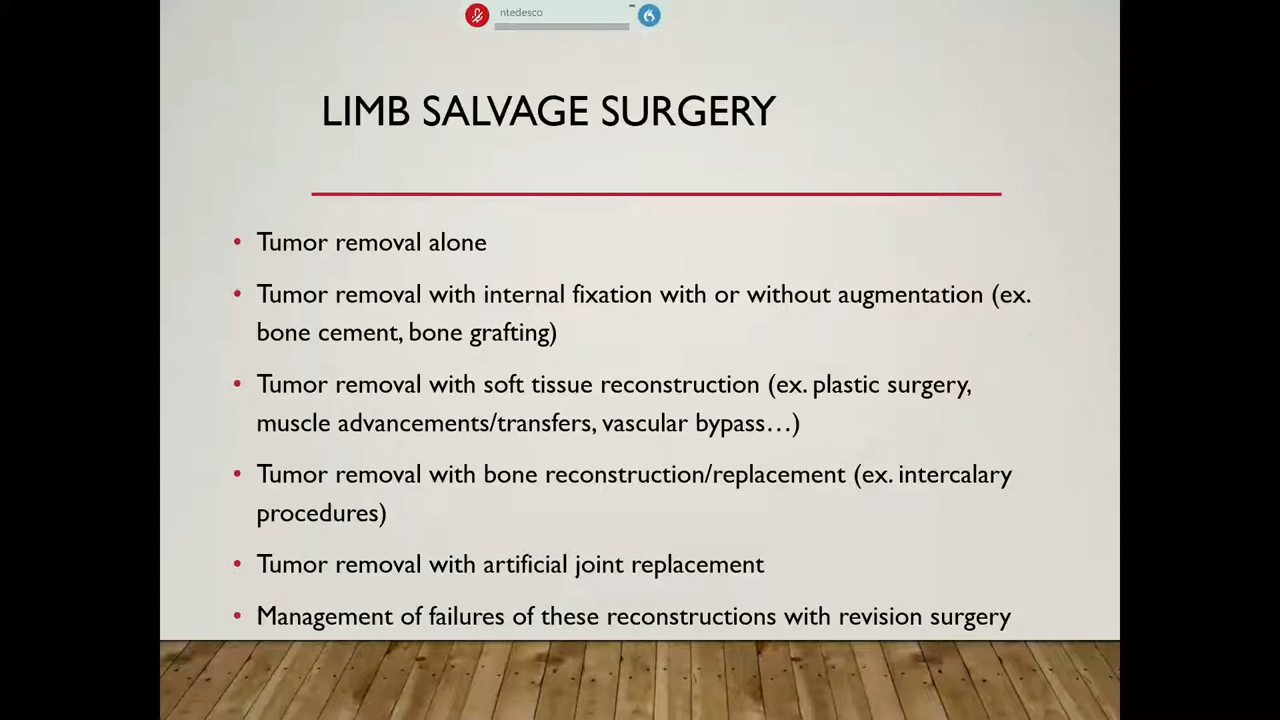 ntedesco
LIMB SALVAGE SURGERY
• Tumor removal alone
• Tumor removal with internal fixation with or without augmentation (ex.
bone cement, bone grafting)
• Tumor removal with soft tissue reconstruction (ex. plastic surgery,
muscle advancements/transfers, vascular bypass…)
• Tumor removal with bone reconstruction/replacement (ex. intercalary
procedures)
• Tumor removal with artificial joint replacement
• Management of failures of these reconstructions with revision surgery